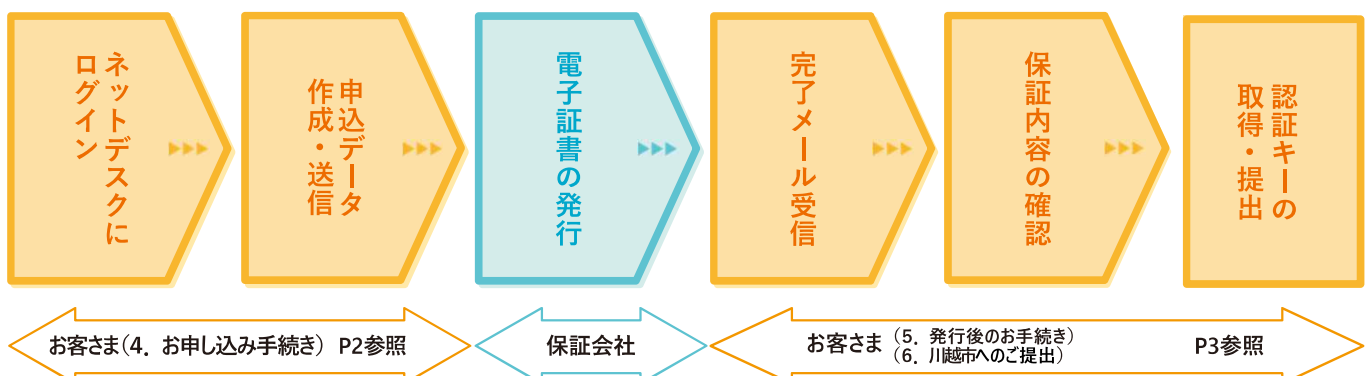 ネットデスクに
ログイン
申込データ
作成・送信
電子証書の発行
完了メール受信
保証内容の確認
認証キーの
取得・提出
お客さま(4. お申し込み手続き) P2参照
保証会社
お客さま(5. 発行後のお手続き)
(6. 川越市へのご提出)
P3参照